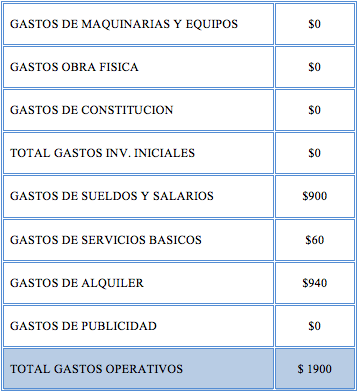 GASTOS DE MAQUINARIAS Y EQUIPOS $0
GASTOS OBRA FISICA $0
GASTOS DE CONSTITUCION $0
TOTAL GASTOS INV. INICIALES $0
GASTOS DE SUELDOS Y SALARIOS $900
GASTOS DE SERVICIOS BASICOS $60
GASTOS DE ALQUILER $940
GASTOS DE PUBLICIDAD $0
TOTAL GASTOS OPERATIVOS $ 1900